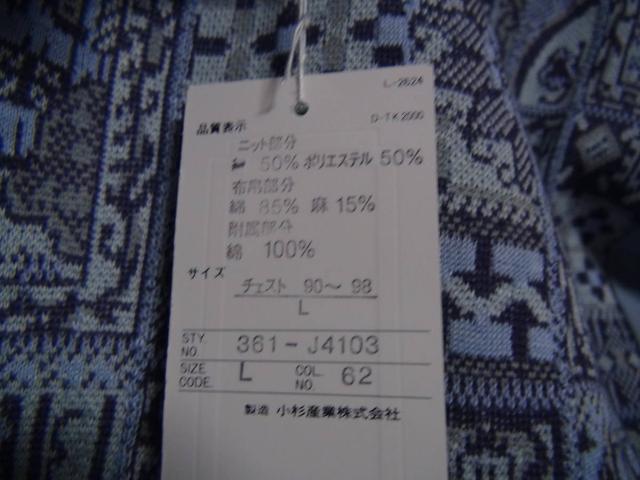 L-2624
品質表示
D-TK2000
ニット部分
50% ポリエステル 50%
布帛部分
綿 85% 麻 15%
附属部分
綿 100%
サイズ
チェスト 90～98
L
STY. NO. 361-J4103
SIZE CODE. L COL. NO. 62
製造 小杉産業株式会社